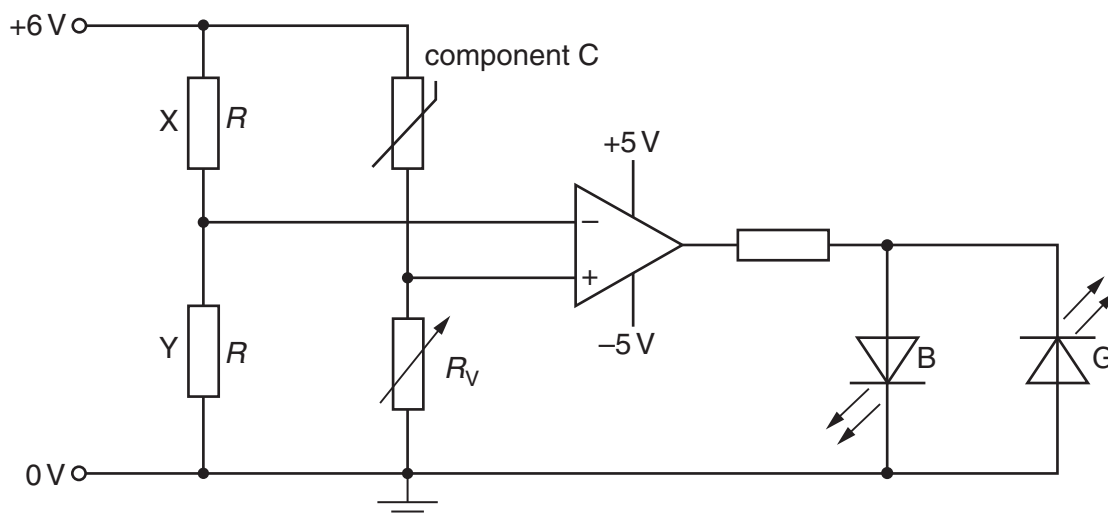 +6 V
component C
X R
+5 V
–
+
–5 V
Y R
R_V
B
G
0 V